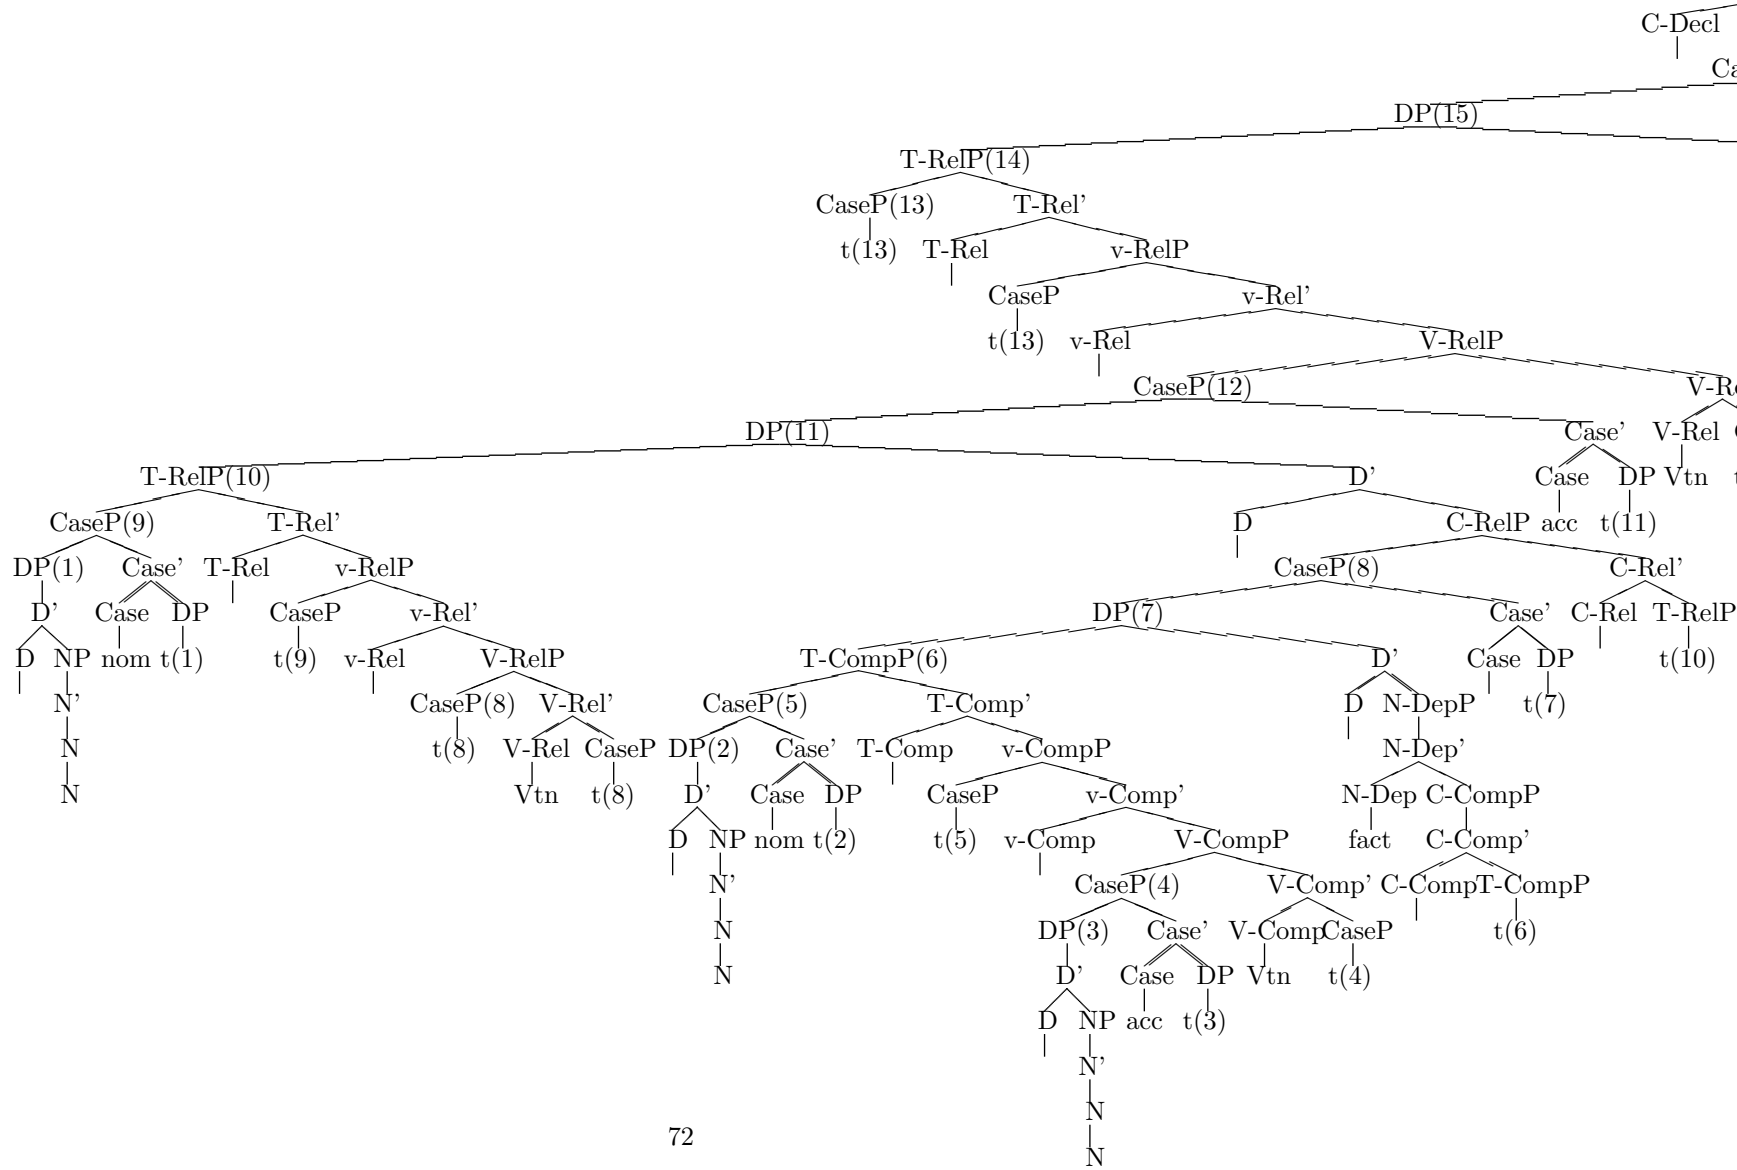 C-Decl
Ca
DP(15)
T-RelP(14)
CaseP(13) T-Rel’
t(13) T-Rel v-RelP
CaseP v-Rel’
t(13) v-Rel V-RelP
CaseP(12) V-Re
DP(11) Case’ V-Rel C
T-RelP(10) D’ Case DP Vtn t
CaseP(9) T-Rel’ D C-RelP acc t(11)
DP(1) Case’ T-Rel v-RelP CaseP(8) C-Rel’
D’ Case DP CaseP v-Rel’ DP(7) Case’ C-Rel T-RelP
D NP nom t(1) t(9) v-Rel V-RelP T-CompP(6) D’ Case DP t(10)
N’ CaseP(8) V-Rel’ CaseP(5) T-Comp’ D N-DepP t(7)
N t(8) V-Rel CaseP DP(2) Case’ T-Comp v-CompP N-Dep’
N Vtn t(8) D’ Case DP CaseP v-Comp’ N-Dep C-CompP
D NP nom t(2) t(5) v-Comp V-CompP fact C-Comp’
N’ CaseP(4) V-Comp’ C-Comp T-CompP
N DP(3) Case’ V-Comp CaseP t(6)
N D’ Case DP Vtn t(4)
D NP acc t(3)
N’
N
72
N